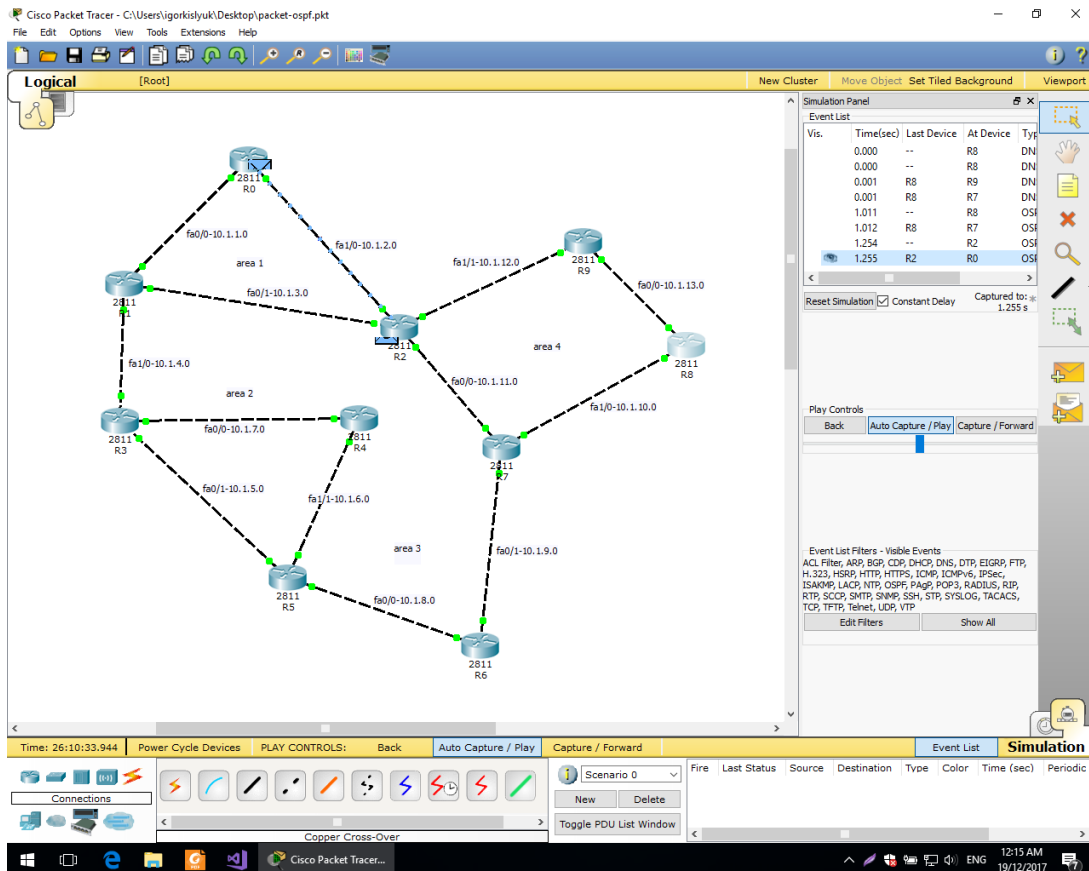 Cisco Packet Tracer - C:\Users\igorkislyuk\Desktop\packet-ospf.pkt
File Edit Options View Tools Extensions Help
Logical [Root] New Cluster Move Object Set Tiled Background Viewport
2811
R0
fa0/0-10.1.1.0
fa1/0-10.1.2.0
area 1
fa0/1-10.1.3.0
2811
R1
2811
R2
fa1/1-10.1.12.0
2811
R9
fa0/0-10.1.13.0
area 4
2811
R8
fa1/0-10.1.4.0
fa0/0-10.1.11.0
area 2
fa1/0-10.1.10.0
2811
R3
fa0/0-10.1.7.0
2811
R4
2811
R7
fa0/1-10.1.5.0
fa1/1-10.1.6.0
area 3
fa0/1-10.1.9.0
2811
R5
fa0/0-10.1.8.0
2811
R6
Simulation Panel
Event List
Vis. Time(sec) Last Device At Device Typ
0.000 -- R8 DN
0.000 -- R8 DN
0.001 R8 R9 DN
0.001 R8 R7 DN
1.011 -- R8 OSP
1.012 R8 R7 OSP
1.254 -- R2 OSP
1.255 R2 R0 OSP
Reset Simulation Constant Delay Captured to: *
1.255 s
Play Controls
Back Auto Capture / Play Capture / Forward
Event List Filters - Visible Events
ACL Filter, ARP, BGP, CDP, DHCP, DNS, DTP, EIGRP, FTP,
H.323, HSRP, HTTP, HTTPS, ICMP, ICMPv6, IPSec,
ISAKMP, LACP, NTP, OSPF, PAgP, POP3, RADIUS, RIP,
RTP, SCCP, SMTP, SNMP, SSH, STP, SYSLOG, TACACS,
TCP, TFTP, Telnet, UDP, VTP
Edit Filters Show All
Time: 26:10:33.944 Power Cycle Devices PLAY CONTROLS: Back Auto Capture / Play Capture / Forward Event List Simulation
Connections
Copper Cross-Over
Scenario 0
New Delete
Toggle PDU List Window
Fire Last Status Source Destination Type Color Time (sec) Periodic
Cisco Packet Tracer...
ENG
12:15 AM
19/12/2017
7